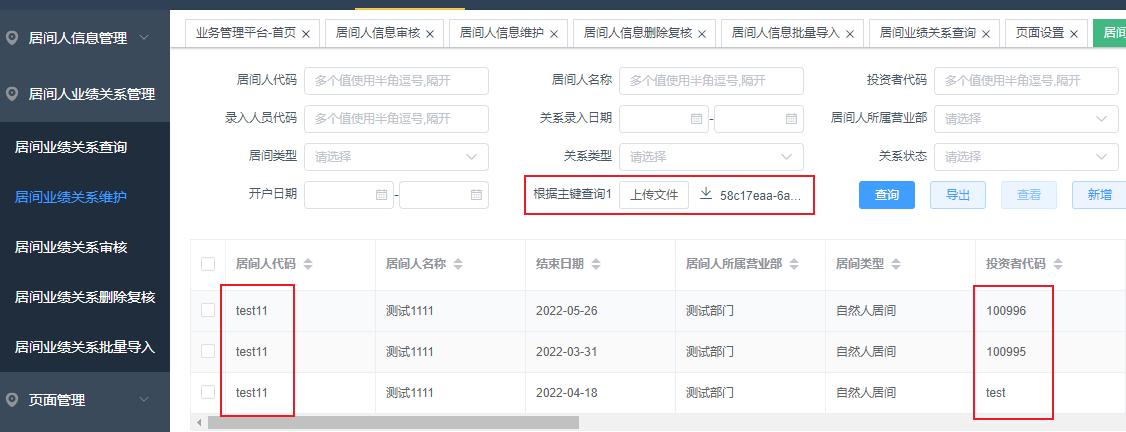 居间人信息管理
居间人业绩关系管理
居间业绩关系查询
居间业绩关系维护
居间业绩关系审核
居间业绩关系删除复核
居间业绩关系批量导入
页面管理
业务管理平台-首页 × 居间人信息审核 × 居间人信息维护 × 居间人信息删除复核 × 居间人信息批量导入 × 居间业绩关系查询 × 页面设置 × 居间
居间人代码 多个值使用半角逗号,隔开 居间人名称 多个值使用半角逗号,隔开 投资者代码 多个值使用半角逗号,隔开
录入人员代码 多个值使用半角逗号,隔开 关系录入日期 - 居间人所属营业部 请选择
居间类型 请选择 关系类型 请选择 关系状态 请选择
开户日期 - 根据主键查询1 上传文件 58c17eaa-6a... 查询 导出 查看 新增
居间人代码 居间人名称 结束日期 居间人所属营业部 居间类型 投资者代码
test11 测试1111 2022-05-26 测试部门 自然人居间 100996
test11 测试1111 2022-03-31 测试部门 自然人居间 100995
test11 测试1111 2022-04-18 测试部门 自然人居间 test